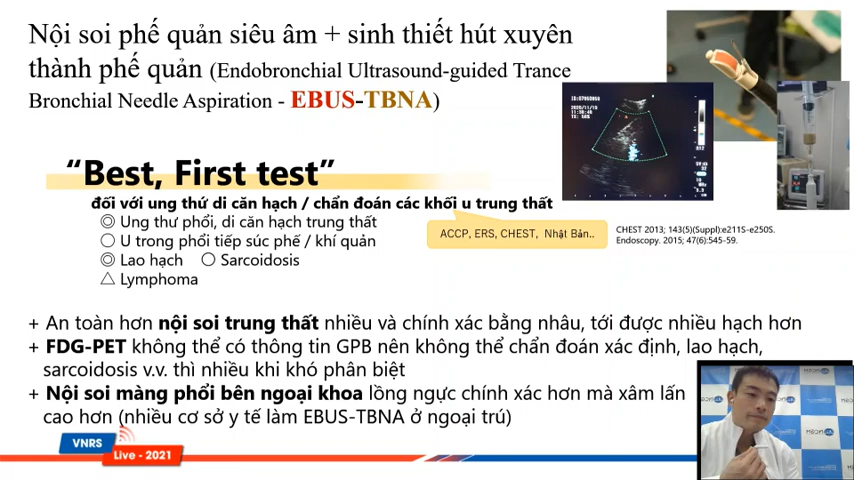 Nội soi phế quản siêu âm + sinh thiết hút xuyên
thành phế quản (Endobronchial Ultrasound-guided Trance
Bronchial Needle Aspiration - EBUS-TBNA)
“Best, First test”
đối với ung thứ di căn hạch / chẩn đoán các khối u trung thất
◎ Ung thư phổi, di căn hạch trung thất
○ U trong phổi tiếp súc phế / khí quản
◎ Lao hạch ○ Sarcoidosis
△ Lymphoma
ACCP, ERS, CHEST, Nhật Bản..
CHEST 2013; 143(5)(Suppl):e211S-e250S.
Endoscopy. 2015; 47(6):545-59.
+ An toàn hơn nội soi trung thất nhiều và chính xác bằng nhau, tới được nhiều hạch hơn
+ FDG-PET không thể có thông tin GPB nên không thể chẩn đoán xác định, lao hạch,
sarcoidosis v.v. thì nhiều khi khó phân biệt
+ Nội soi màng phổi bên ngoại khoa lồng ngực chính xác hơn mà xâm lấn
cao hơn (nhiều cơ sở y tế làm EBUS-TBNA ở ngoại trú)
VNRS
Live - 2021